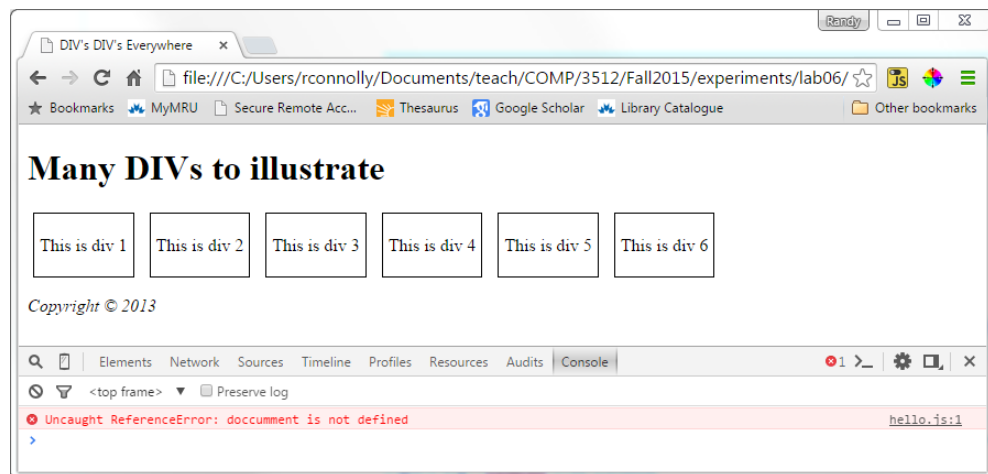 Randy
DIV's DIV's Everywhere
file:///C:/Users/rconnolly/Documents/teach/COMP/3512/Fall2015/experiments/lab06/ Js
Bookmarks MyMRU Secure Remote Acc... Thesaurus Google Scholar Library Catalogue Other bookmarks
Many DIVs to illustrate
This is div 1 This is div 2 This is div 3 This is div 4 This is div 5 This is div 6
Copyright © 2013
Elements Network Sources Timeline Profiles Resources Audits Console 1
<top frame> ▼ Preserve log
Uncaught ReferenceError: doccumment is not defined hello.js:1
>